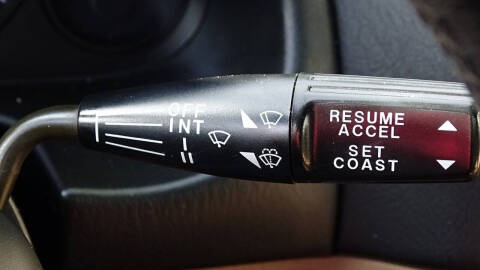 OFF
INT
I
II
RESUME
ACCEL
SET
COAST